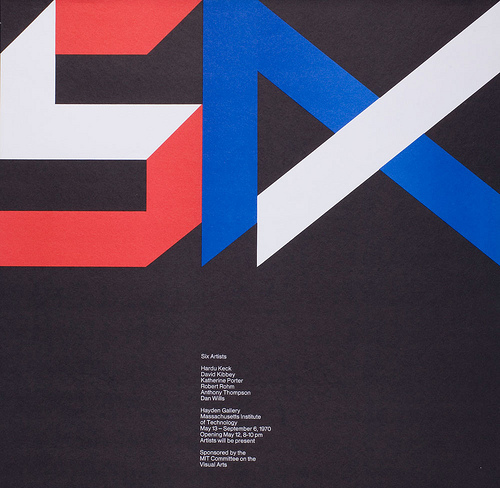 SIX
Six Artists
Hardu Keck
David Kibbey
Katherine Porter
Robert Rohm
Anthony Thompson
Dan Wills
Hayden Gallery
Massachusetts Institute
of Technology
May 13 – September 6, 1970
Opening May 12, 8-10 pm
Artists will be present
Sponsored by the
MIT Committee on the
Visual Arts